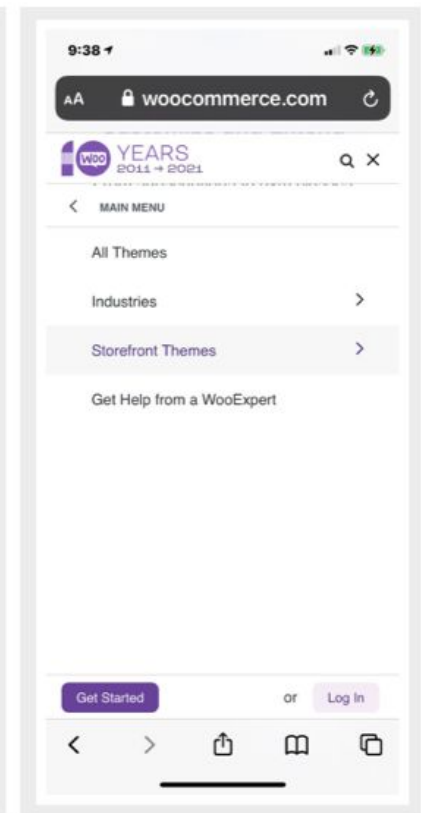 9:38
AA woocommerce.com
WOO YEARS
2011 → 2021
MAIN MENU
All Themes
Industries
Storefront Themes
Get Help from a WooExpert
Get Started or Log In